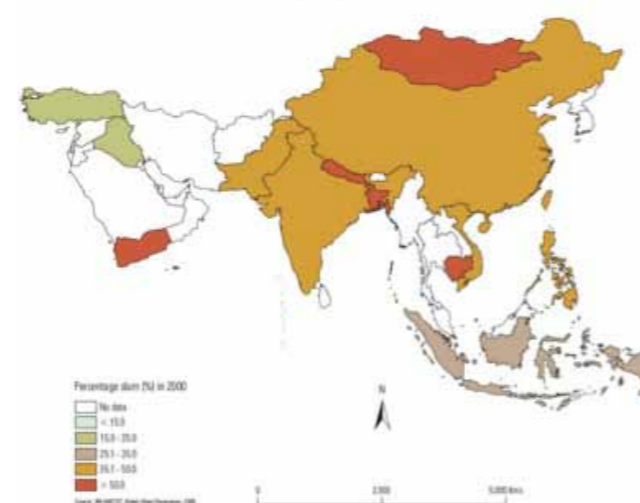 Percentage slum (%) in 2000
No data
< 15.0
15.0 - 25.0
25.1 - 35.0
35.1 - 50.0
> 50.0
N
0 2,500 5,000 Kms